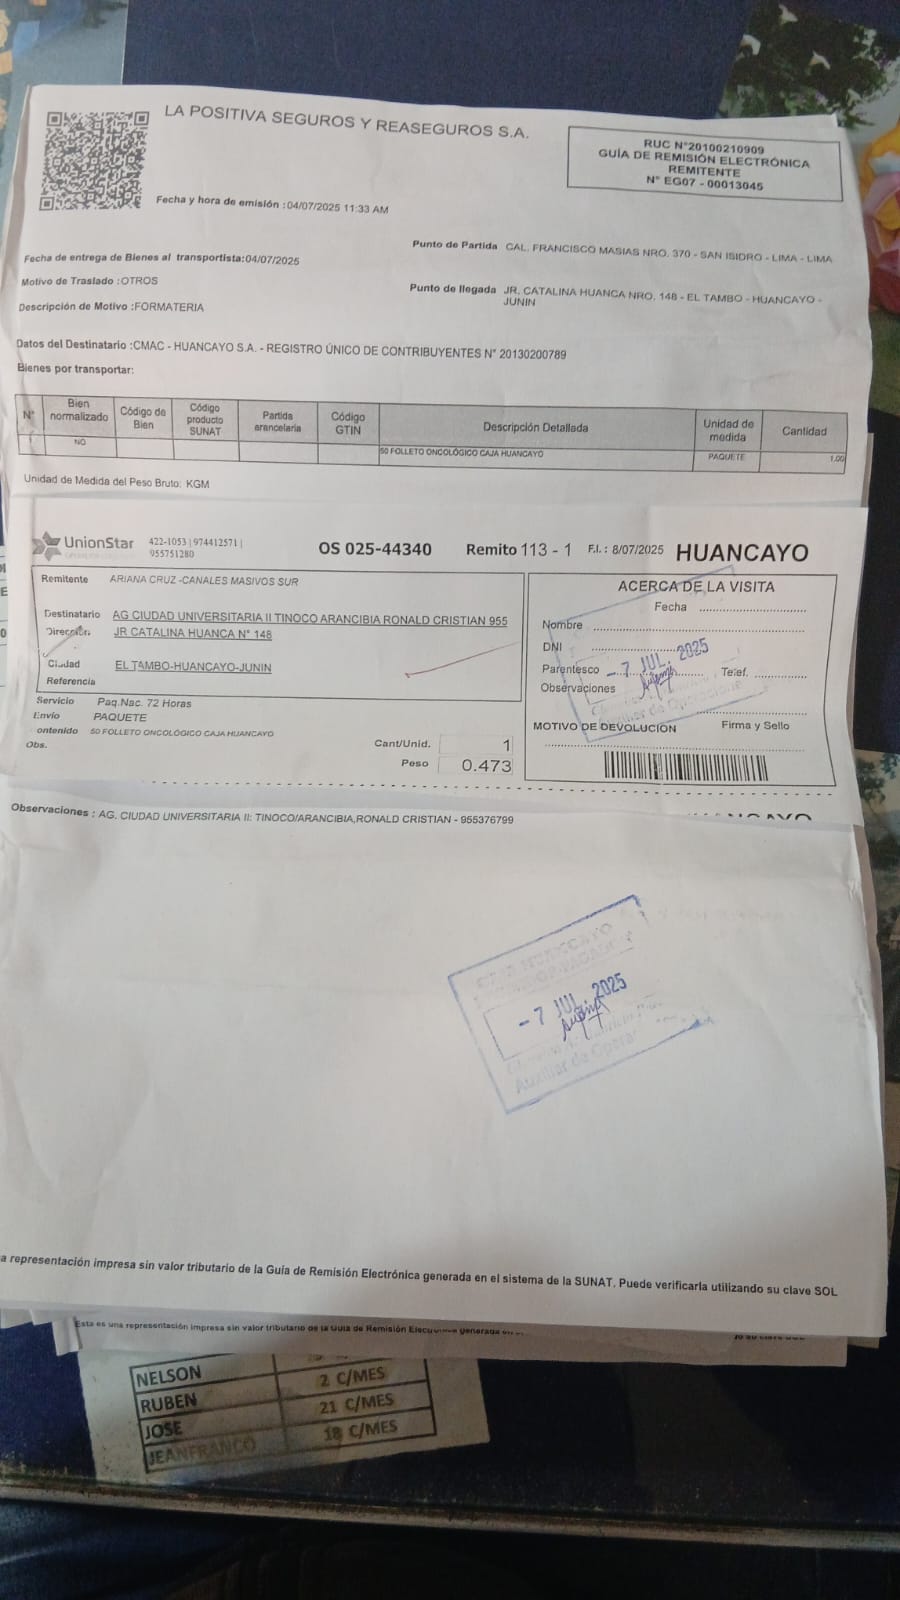 LA POSITIVA SEGUROS Y REASEGUROS S.A.
RUC N°20100210909
GUÍA DE REMISIÓN ELECTRÓNICA
REMITENTE
N° EG07 - 00013045
Fecha y hora de emisión :04/07/2025 11:33 AM
Fecha de entrega de Bienes al transportista:04/07/2025
Punto de Partida CAL. FRANCISCO MASIAS NRO. 370 - SAN ISIDRO - LIMA - LIMA
Motivo de Traslado :OTROS
Punto de llegada JR. CATALINA HUANCA NRO. 148 - EL TAMBO - HUANCAYO -
JUNIN
Descripción de Motivo :FORMATERIA
Datos del Destinatario :CMAC - HUANCAYO S.A. - REGISTRO ÚNICO DE CONTRIBUYENTES N° 20130200789
Bienes por transportar:
N° Bien normalizado Código de Bien Código producto SUNAT Partida arancelaria Código GTIN Descripción Detallada Unidad de medida Cantidad
1 NO 50 FOLLETO ONCOLÓGICO CAJA HUANCAYO PAQUETE 1.00
Unidad de Medida del Peso Bruto: KGM
UnionStar 422-1053 | 974412571 |
955751280
OS 025-44340 Remito 113 - 1 F.I. : 8/07/2025 HUANCAYO
Remitente ARIANA CRUZ -CANALES MASIVOS SUR
Destinatario AG CIUDAD UNIVERSITARIA II TINOCO ARANCIBIA RONALD CRISTIAN 955
Dirección JR CATALINA HUANCA N° 148
Ciudad EL TAMBO-HUANCAYO-JUNIN
Referencia
Servicio Paq.Nac. 72 Horas
Envío PAQUETE
ontenido 50 FOLLETO ONCOLÓGICO CAJA HUANCAYO
Obs.
Cant/Unid. 1
Peso 0.473
ACERCA DE LA VISITA
Fecha
Nombre
DNI
Parentesco Telef.
Observaciones
- 7 JUL. 2025
Auxiliar de Operaciones
MOTIVO DE DEVOLUCIÓN Firma y Sello
HUANCAYO
Observaciones : AG. CIUDAD UNIVERSITARIA II: TINOCO/ARANCIBIA,RONALD CRISTIAN - 955376799
- 7 JUL. 2025
Auxiliar de Opera
a representación impresa sin valor tributario de la Guía de Remisión Electrónica generada en el sistema de la SUNAT. Puede verificarla utilizando su clave SOL
Esta es una representación impresa sin valor tributario de la Guía de Remisión Electrónica generada en
NELSON 2 C/MES
RUBEN 21 C/MES
JOSE 18 C/MES
JEANFRANCO